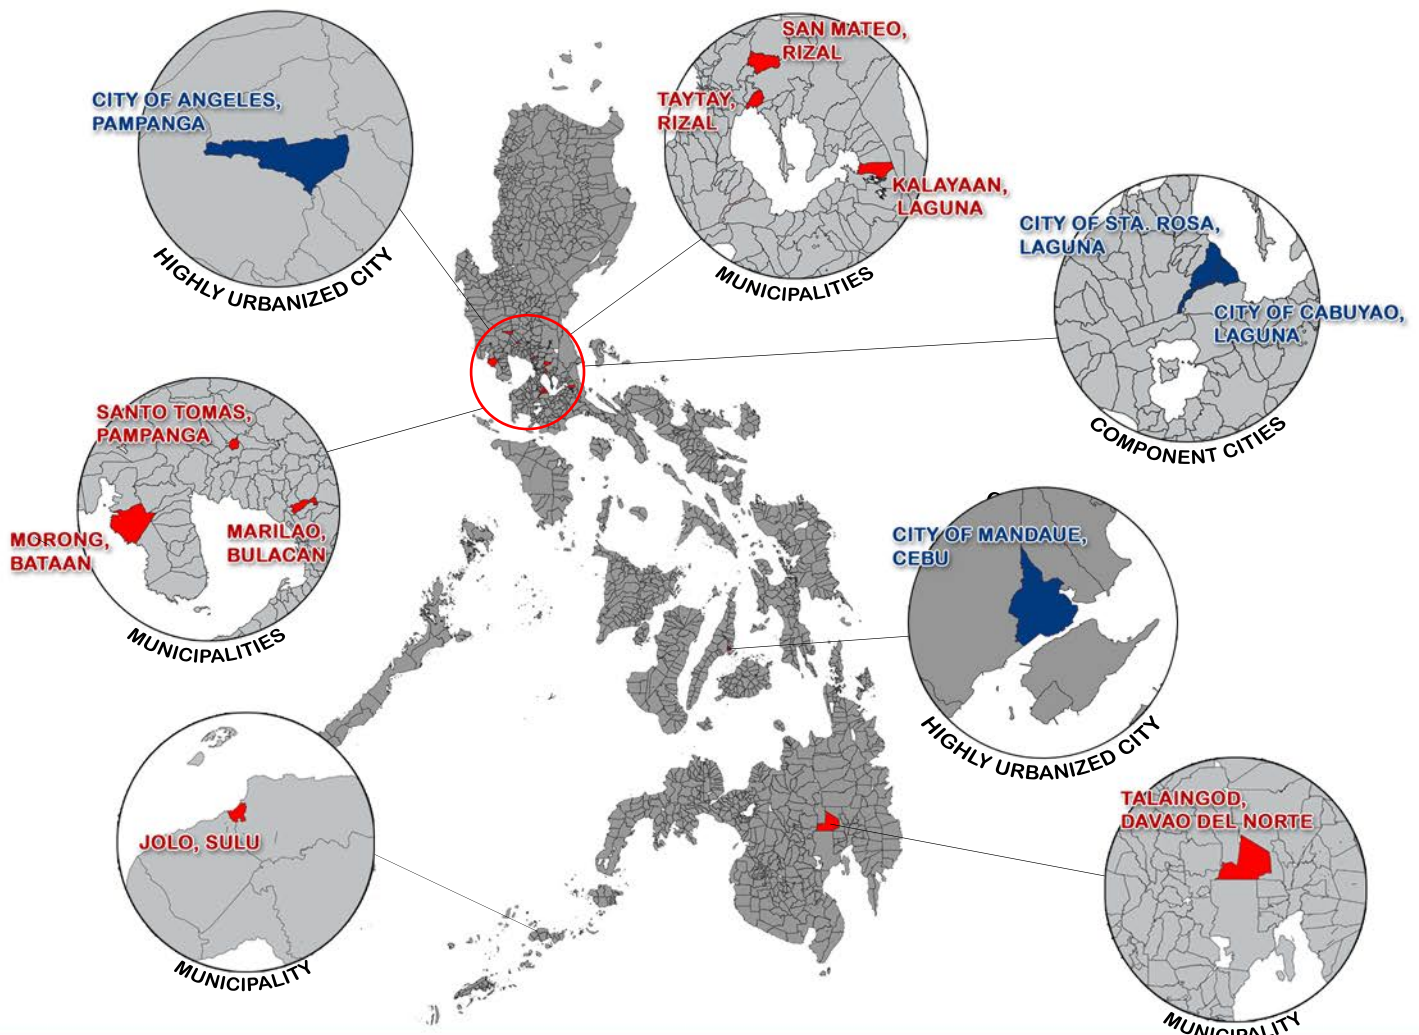 CITY OF ANGELES,
PAMPANGA
HIGHLY URBANIZED CITY
SAN MATEO,
RIZAL
TAYTAY,
RIZAL
KALAYAAN,
LAGUNA
MUNICIPALITIES
CITY OF STA. ROSA,
LAGUNA
CITY OF CABUYAO,
LAGUNA
COMPONENT CITIES
SANTO TOMAS,
PAMPANGA
MORONG,
BATAAN
MARILAO,
BULACAN
MUNICIPALITIES
CITY OF MANDAUE,
CEBU
HIGHLY URBANIZED CITY
JOLO, SULU
MUNICIPALITY
TALAINGOD,
DAVAO DEL NORTE
MUNICIPALITY